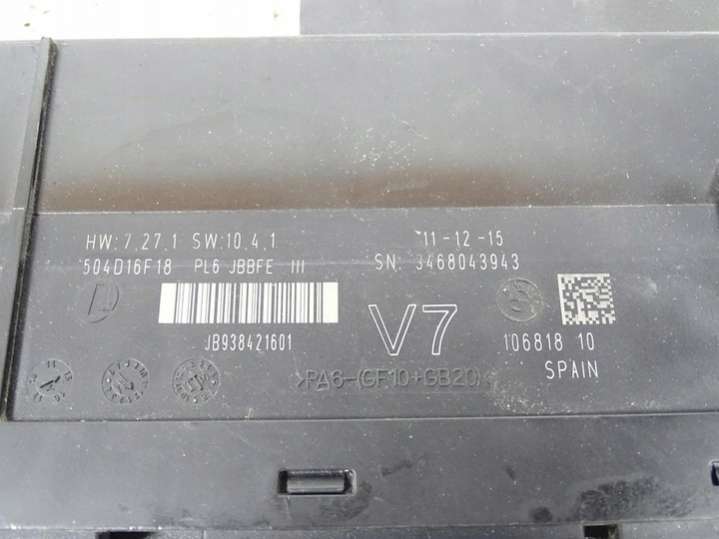 HW:7.27.1 SW:10.4.1 11-12-15
504D16F18 PL6 JBBFE III SN: 3468043943
JB938421601
V7
106818 10
>PA6-(GF10+GB20)<
SPAIN